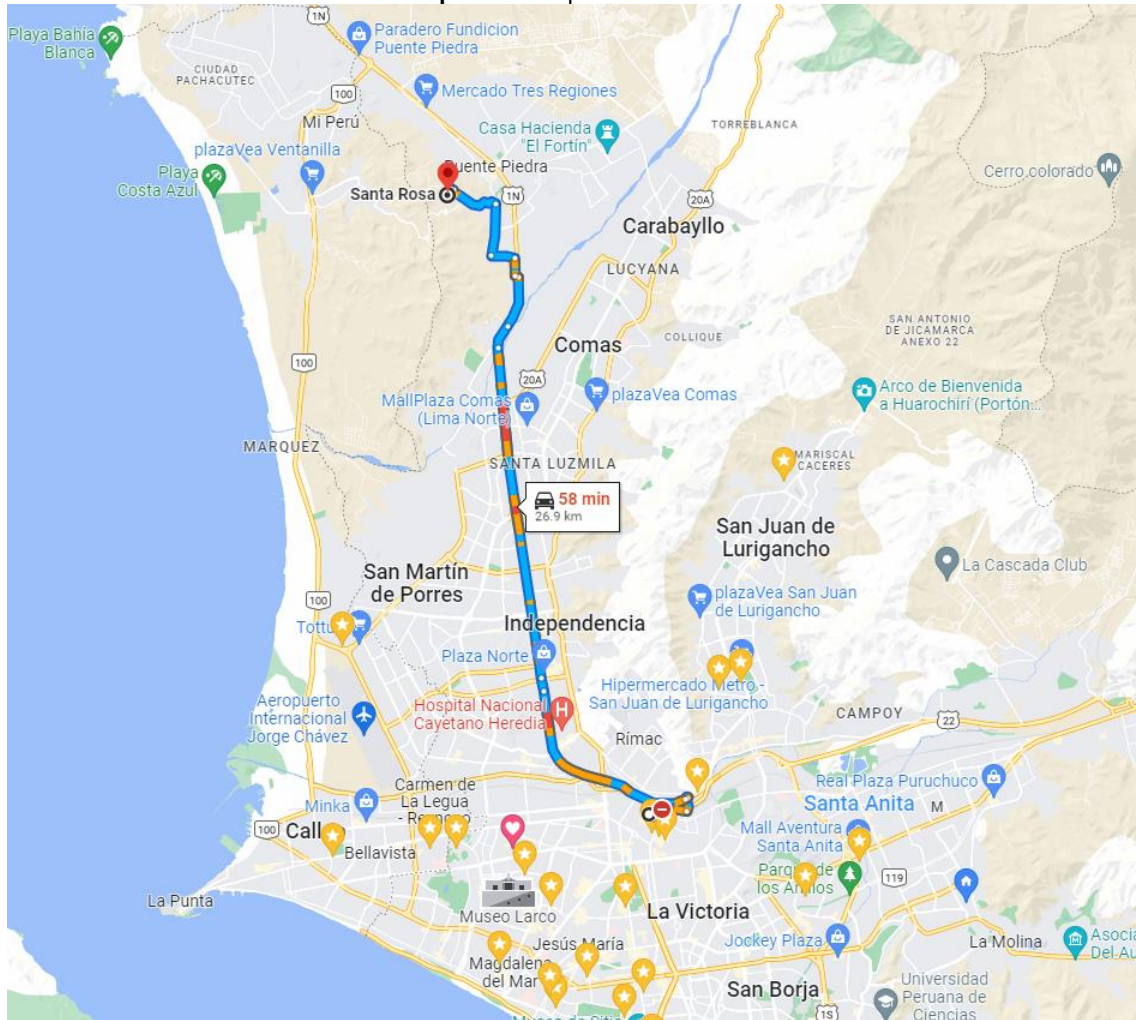 Playa Bahia
Blanca
1N
Paradero Fundicion
Puente Piedra
CIUDAD
PACHACUTEC
100
Mercado Tres Regiones
Mi Perú
Casa Hacienda
"El Fortín"
TORREBLANCA
plazaVea Ventanilla
Puente Piedra
Playa
Costa Azul
Cerro colorado
Santa Rosa
1N
20A
Carabayllo
LUCYANA
SAN ANTONIO
DE JICAMARCA
ANEXO 22
COLLIQUE
Comas
100
20A
plazaVea Comas
Arco de Bienvenida
a Huarochirí (Portón...
MallPlaza Comas
(Lima Norte)
MARQUEZ
SANTA LUZMILA
MARISCAL
CACERES
58 min
26.9 km
San Juan de
Lurigancho
La Cascada Club
San Martín
de Porres
100
plazaVea San Juan
de Lurigancho
Independencia
Plaza Norte
Hipermercado Metro -
San Juan de Lurigancho
Aeropuerto
Internacional
Jorge Chávez
Hospital Nacional
Cayetano Heredia
H
CAMPOY
22
Rímac
Real Plaza Puruchuco
Carmen de
La Legua
Minka
Santa Anita
M
100
Mall Aventura
Santa Anita
Bellavista
119
La Punta
Museo Larco
La Victoria
Jesús María
Jockey Plaza
La Molina
Magdalena
del Mar
San Borja
Universidad
Peruana de
Ciencias
1S